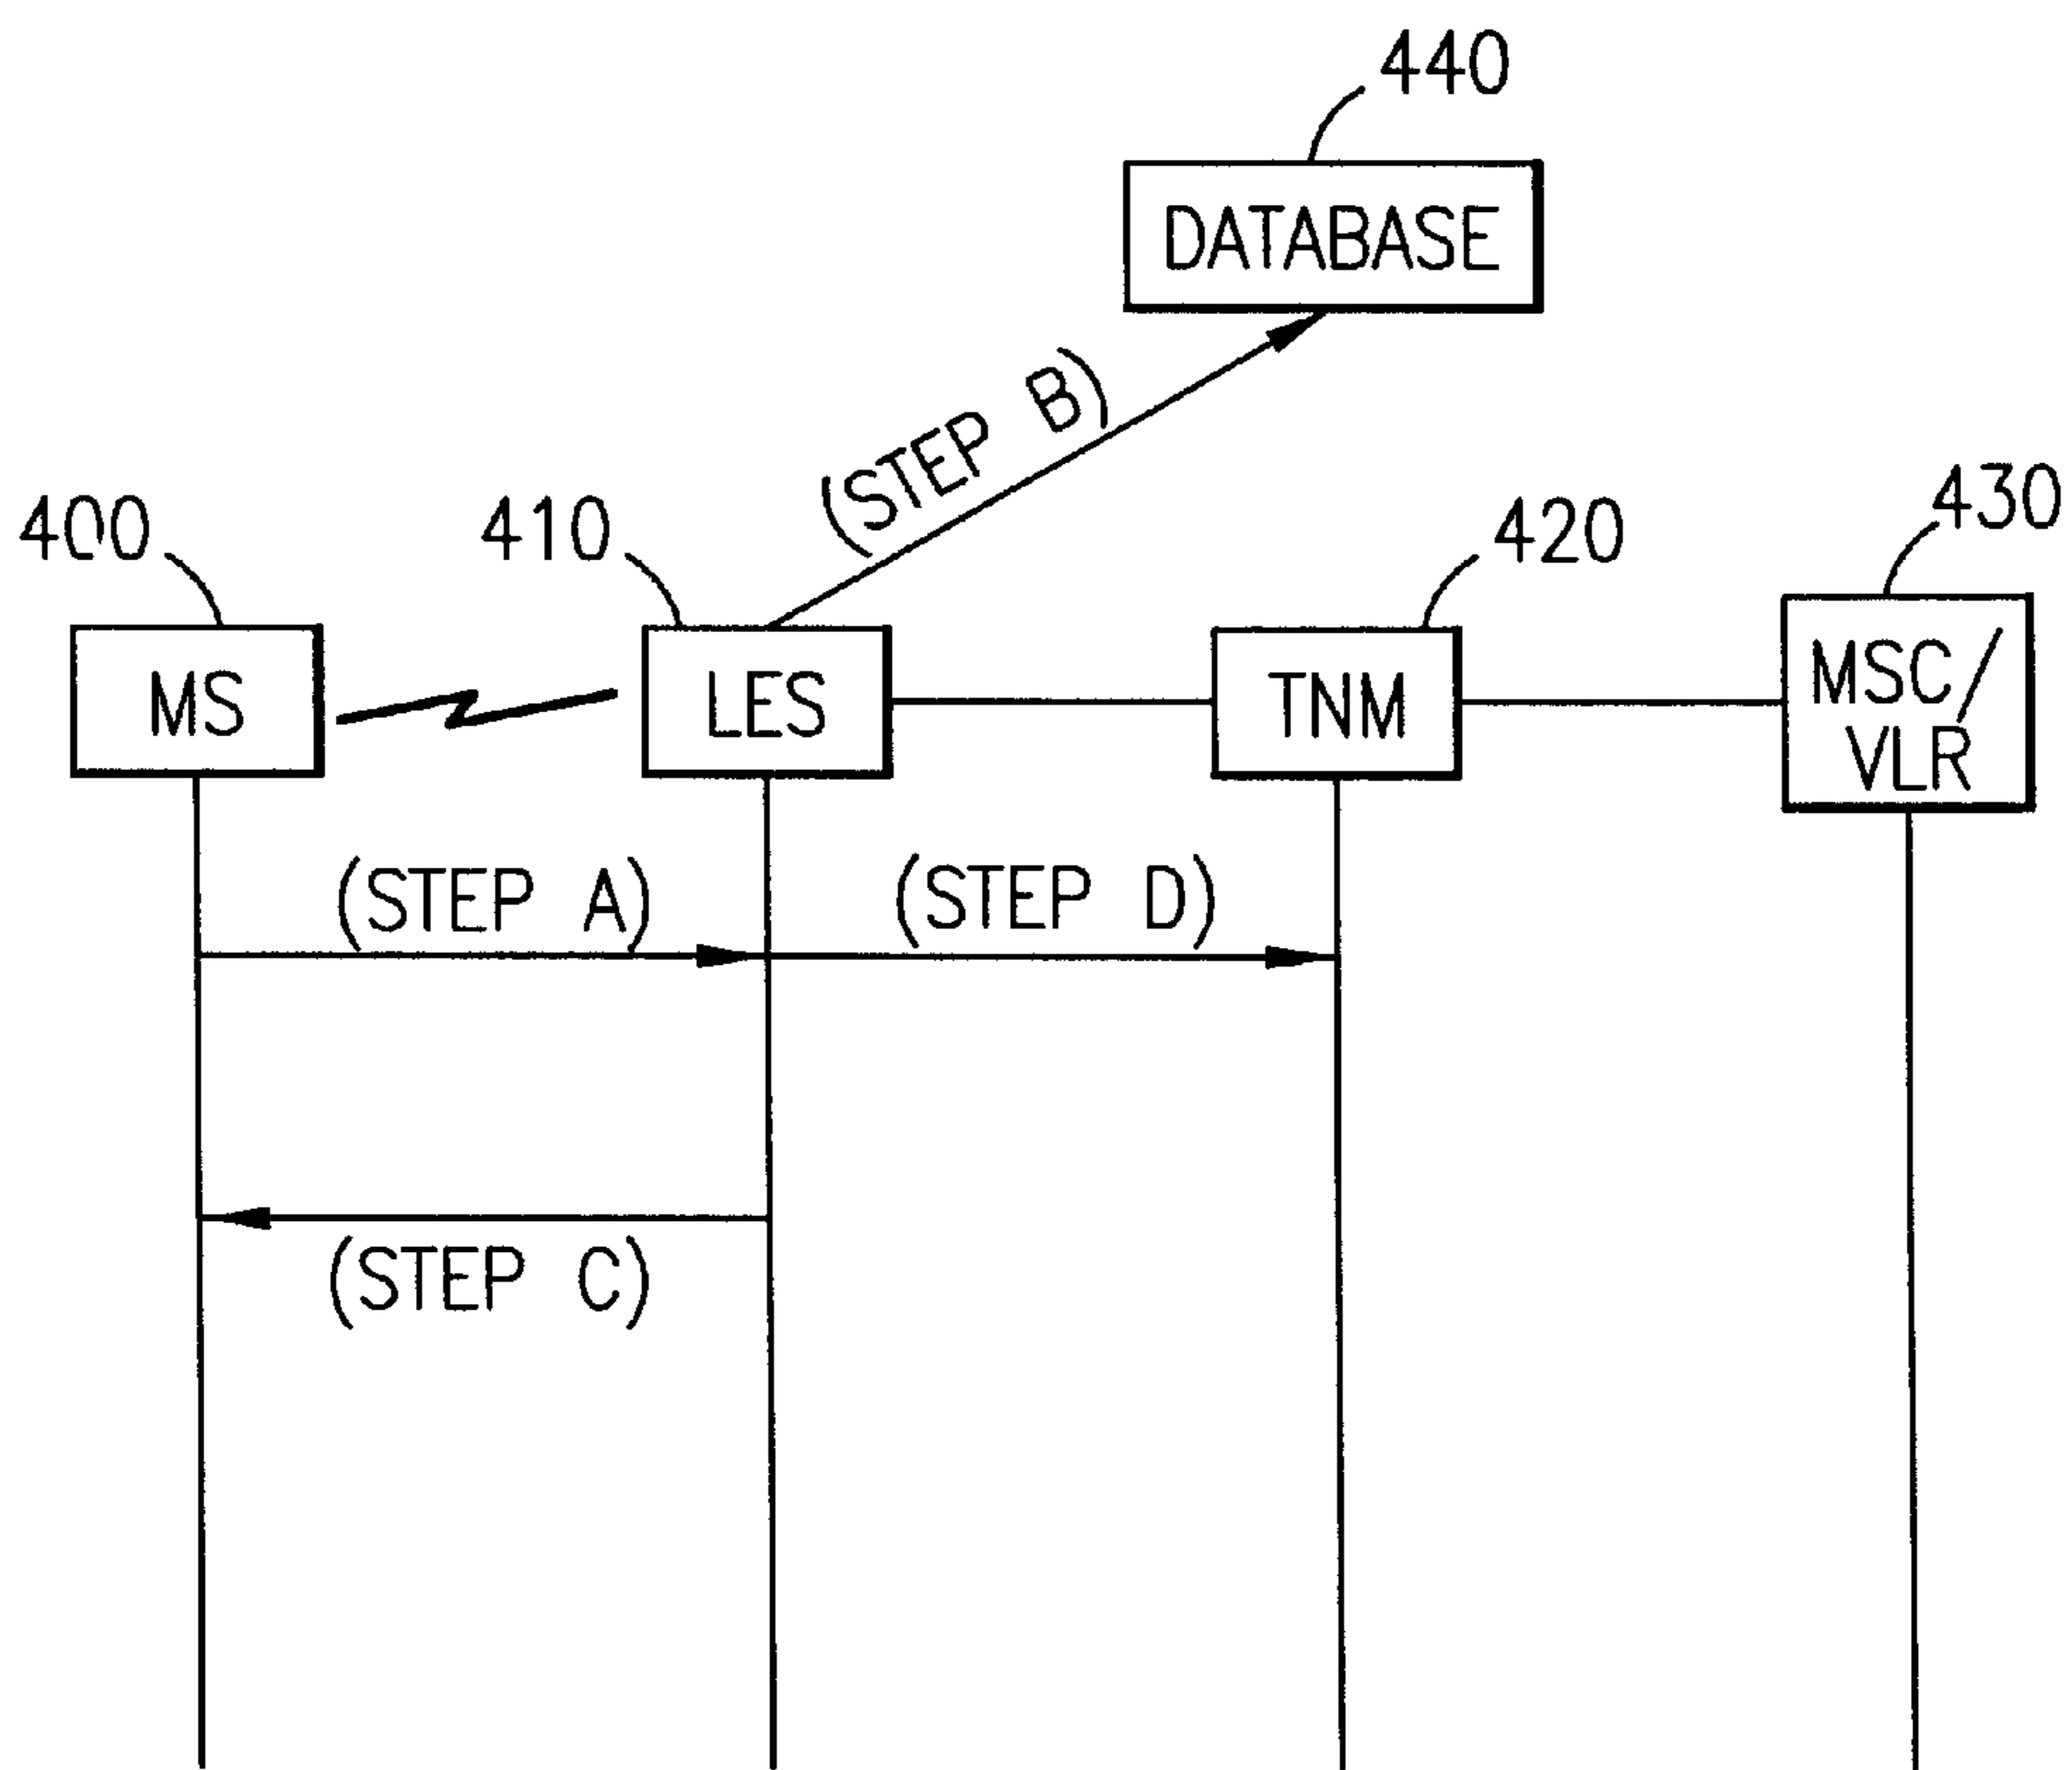 440
DATABASE
(STEP B)
400
410
420
430
MS
LES
TNM
MSC/
VLR
(STEP A)
(STEP D)
(STEP C)